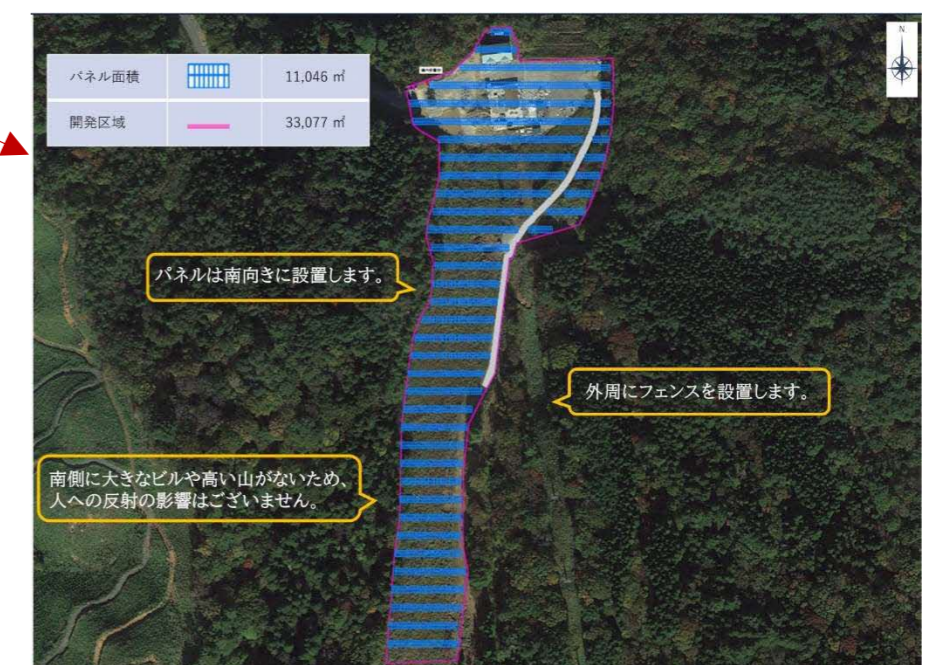 N
パネル面積 11,046 ㎡
開発区域 33,077 ㎡
パネルは南向きに設置します。
外周にフェンスを設置します。
南側に大きなビルや高い山がないため、
人への反射の影響はございません。